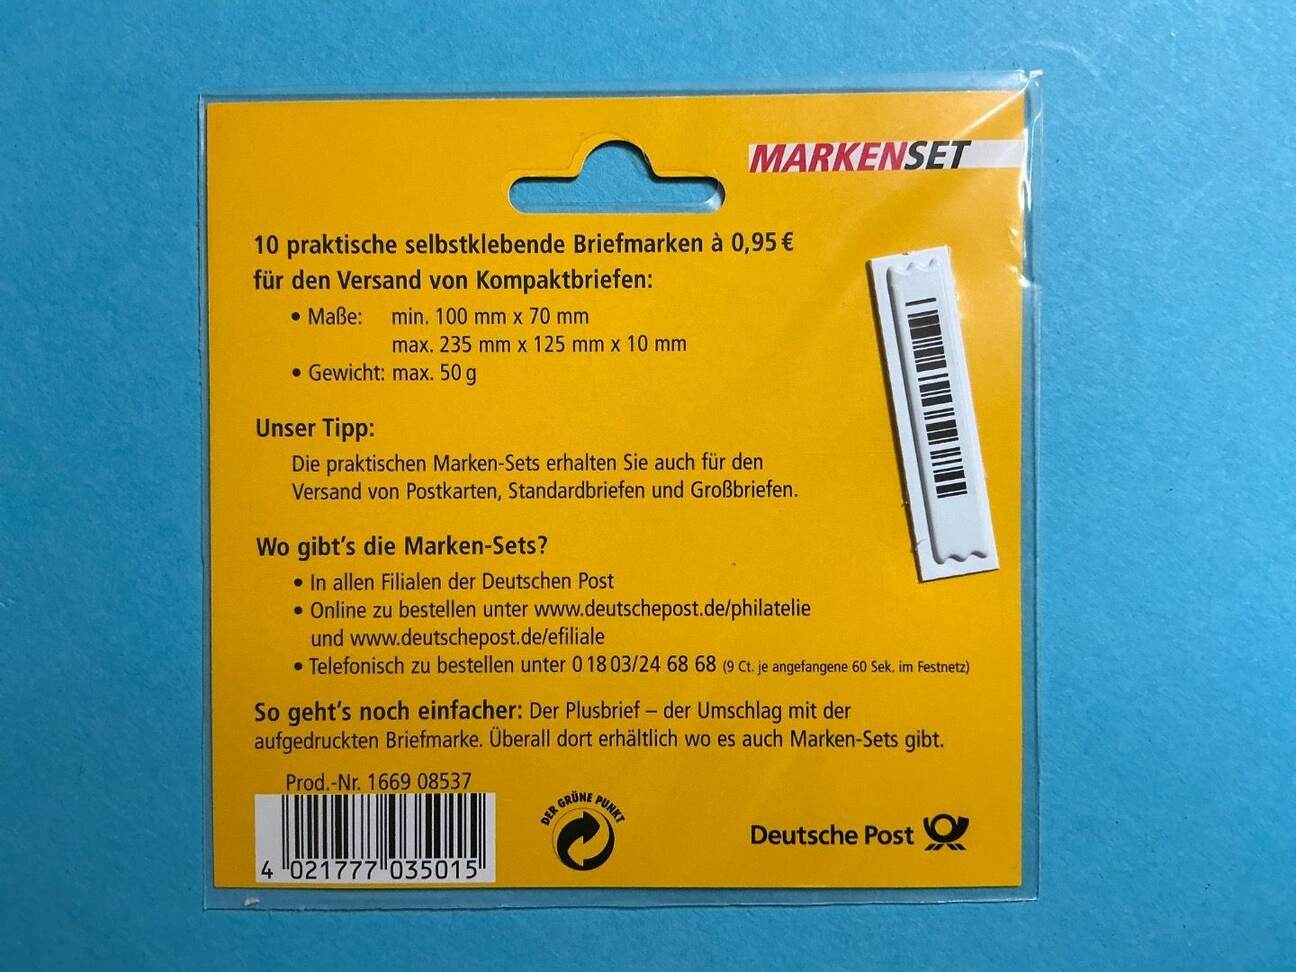 MARKENSET
10 praktische selbstklebende Briefmarken à 0,95 €
für den Versand von Kompaktbriefen:
• Maße: min. 100 mm x 70 mm
max. 235 mm x 125 mm x 10 mm
• Gewicht: max. 50 g
Unser Tipp:
Die praktischen Marken-Sets erhalten Sie auch für den
Versand von Postkarten, Standardbriefen und Großbriefen.
Wo gibt's die Marken-Sets?
• In allen Filialen der Deutschen Post
• Online zu bestellen unter www.deutschepost.de/philatelie
und www.deutschepost.de/efiliale
• Telefonisch zu bestellen unter 0 18 03/24 68 68 (9 Ct. je angefangene 60 Sek. im Festnetz)
So geht's noch einfacher: Der Plusbrief – der Umschlag mit der
aufgedruckten Briefmarke. Überall dort erhältlich wo es auch Marken-Sets gibt.
Prod.-Nr. 1669 08537
4 021777 035015
DER GRÜNE PUNKT
Deutsche Post